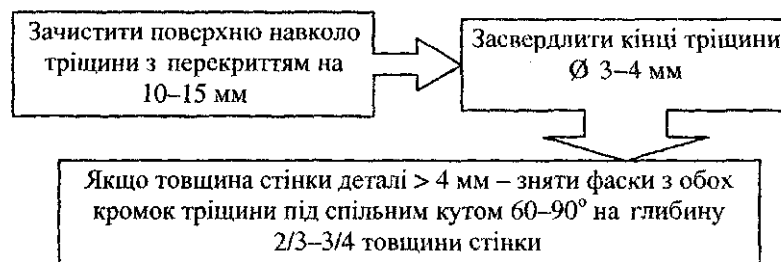 Зачистити поверхню навколо
тріщини з перекриттям на
10–15 мм
Засвердлити кінці тріщини
Ø 3–4 мм
Якщо товщина стінки деталі > 4 мм – зняти фаски з обох
кромок тріщини під спільним кутом 60–90° на глибину
2/3–3/4 товщини стінки